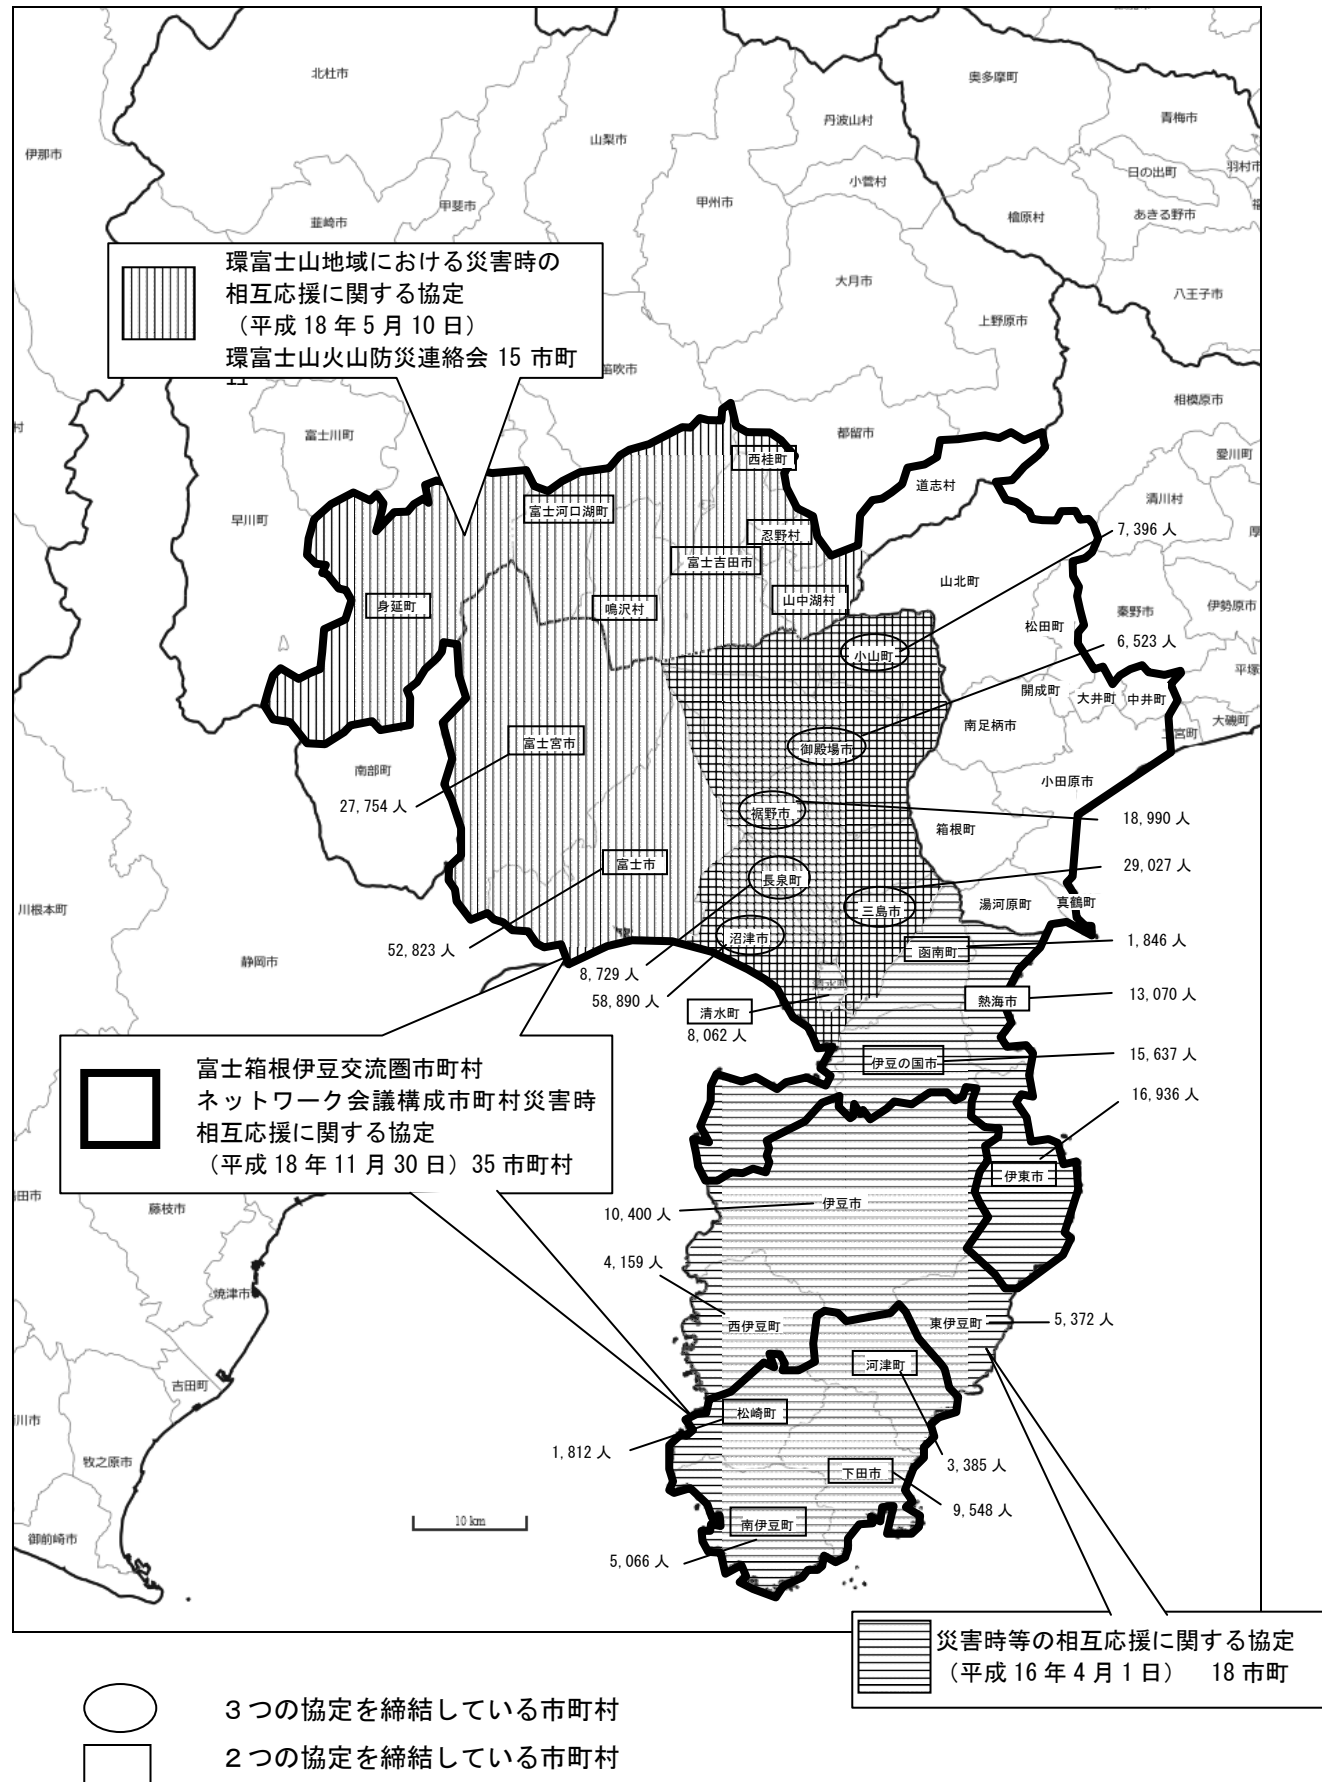 北杜市
奥多摩町
丹波山村
青梅市
山梨市
伊那市
小菅村
日の出町
羽村市
甲州市
甲斐市
韮崎市
檜原村
あきる野市
環富士山地域における災害時の
相互応援に関する協定
（平成 18 年 5 月 10 日）
環富士山火山防災連絡会 15 市町
大月市
八王子市
上野原市
笛吹市
相模原市
村
富士川町
都留市
愛川町
西桂町
道志村
清川村
富士河口湖町
早川町
忍野村
7,396 人
厚
富士吉田市
山北町
山中湖村
身延町
鳴沢村
秦野市
伊勢原市
松田町
6,523 人
小山町
平塚
開成町
大井町
中井町
南足柄市
大磯町
二宮町
富士宮市
御殿場市
南部町
小田原市
27,754 人
裾野市
18,990 人
箱根町
富士市
29,027 人
長泉町
湯河原町
真鶴町
川根本町
三島市
沼津市
1,846 人
52,823 人
函南町
静岡市
8,729 人
58,890 人
熱海市
13,070 人
清水町
8,062 人
15,637 人
伊豆の国市
富士箱根伊豆交流圏市町村
ネットワーク会議構成市町村災害時
相互応援に関する協定
（平成 18 年 11 月 30 日）35 市町村
16,936 人
伊東市
田市
藤枝市
伊豆市
10,400 人
4,159 人
焼津市
西伊豆町
東伊豆町
5,372 人
河津町
吉田町
松崎町
川市
1,812 人
牧之原市
3,385 人
下田市
9,548 人
10 km
南伊豆町
御前崎市
5,066 人
災害時等の相互応援に関する協定
（平成 16 年 4 月 1 日） 18 市町
３つの協定を締結している市町村
２つの協定を締結している市町村